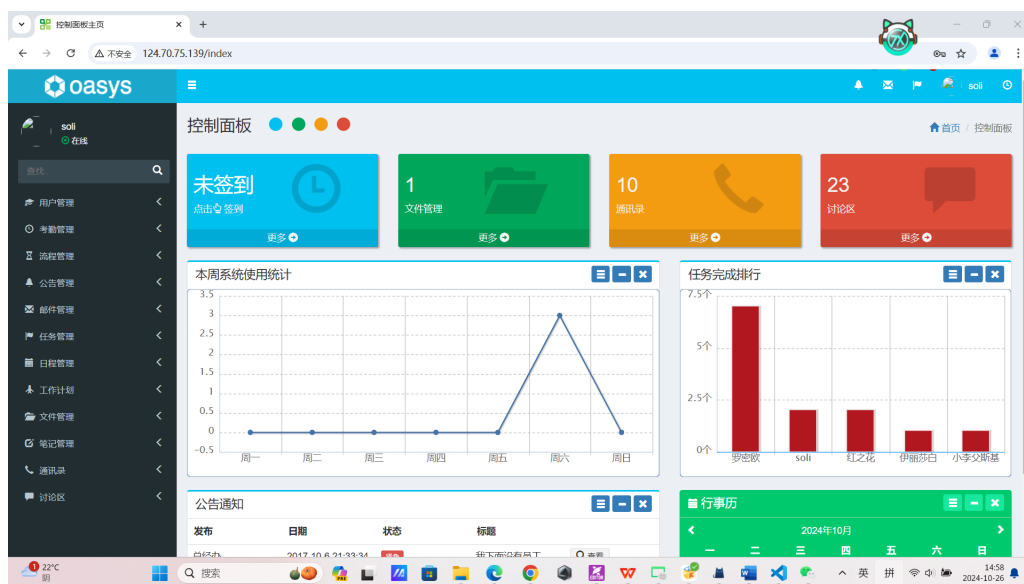 控制面板主页
不安全 124.70.75.139/index
oasys
soli
soli
在线
查找..
用户管理
考勤管理
流程管理
公告管理
邮件管理
任务管理
日程管理
工作计划
文件管理
笔记管理
通讯录
讨论区
控制面板
首页 / 控制面板
未签到
点击 签到
更多
1
文件管理
更多
10
通讯录
更多
23
讨论区
更多
本周系统使用统计
3.5
3
2.5
2
1.5
1
0.5
0
-0.5
周一 周二 周三 周四 周五 周六 周日
任务完成排行
7.5个
5个
2.5个
0个
罗密欧 soli 红之花 伊丽莎白 小李父斯基
公告通知
发布 日期 状态 标题
总经办 2017-10-6 21:33:34 我下面没有员工 查看
行事历
2024年10月
一 二 三 四 五 六 日
1
22°C
阴
搜索
PRE
英 拼
14:58
2024-10-26